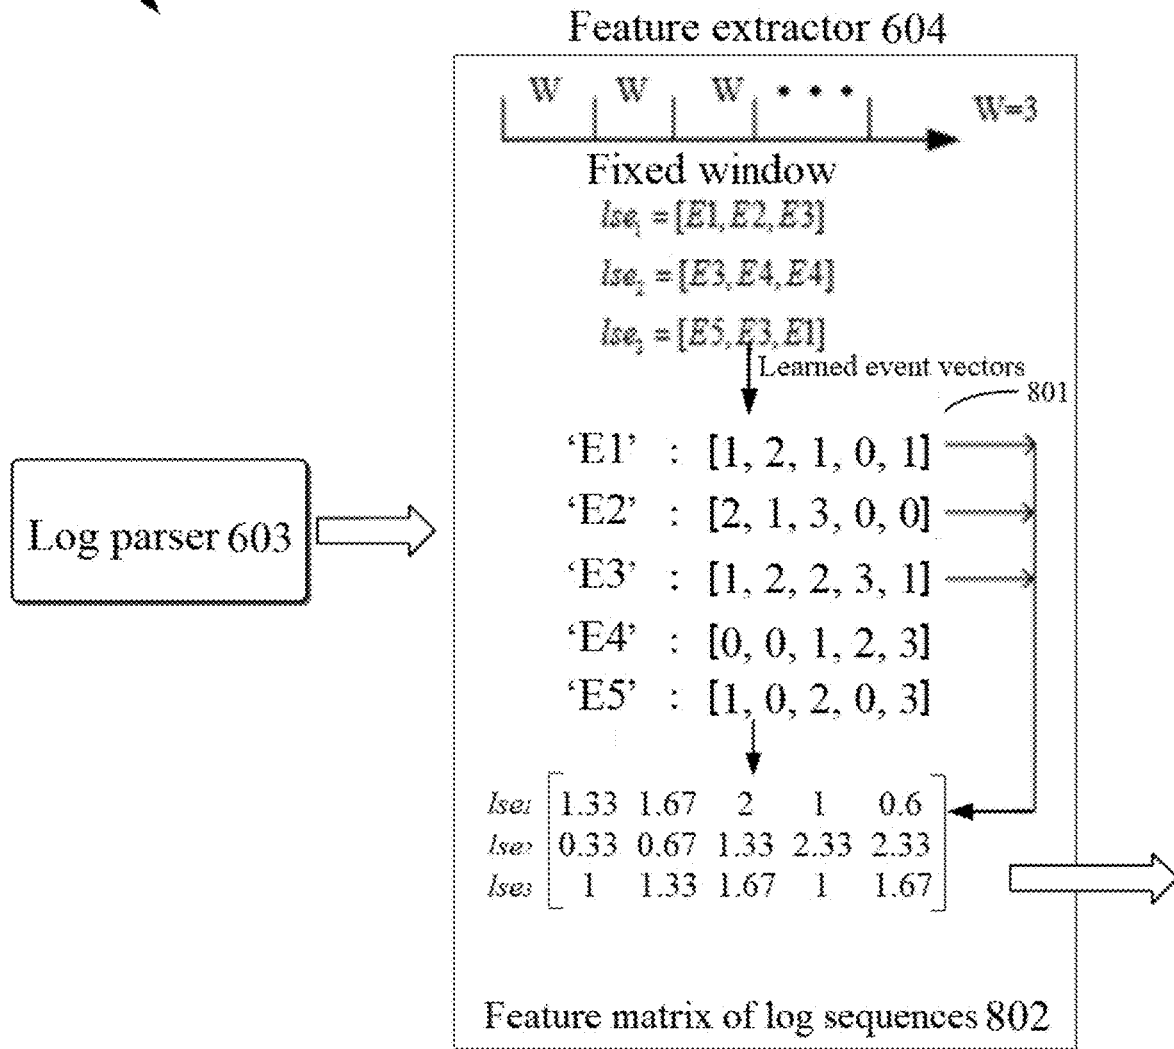 Feature extractor 604
W W W • • • W=3
Fixed window
lse1 = [E1, E2, E3]
lse2 = [E3, E4, E4]
lse3 = [E5, E3, E1]
Learned event vectors
801
‘E1’ : [1, 2, 1, 0, 1]
‘E2’ : [2, 1, 3, 0, 0]
Log parser 603
‘E3’ : [1, 2, 2, 3, 1]
‘E4’ : [0, 0, 1, 2, 3]
‘E5’ : [1, 0, 2, 0, 3]
lse1 1.33 1.67 2 1 0.6
lse2 0.33 0.67 1.33 2.33 2.33
lse3 1 1.33 1.67 1 1.67
Feature matrix of log sequences 802